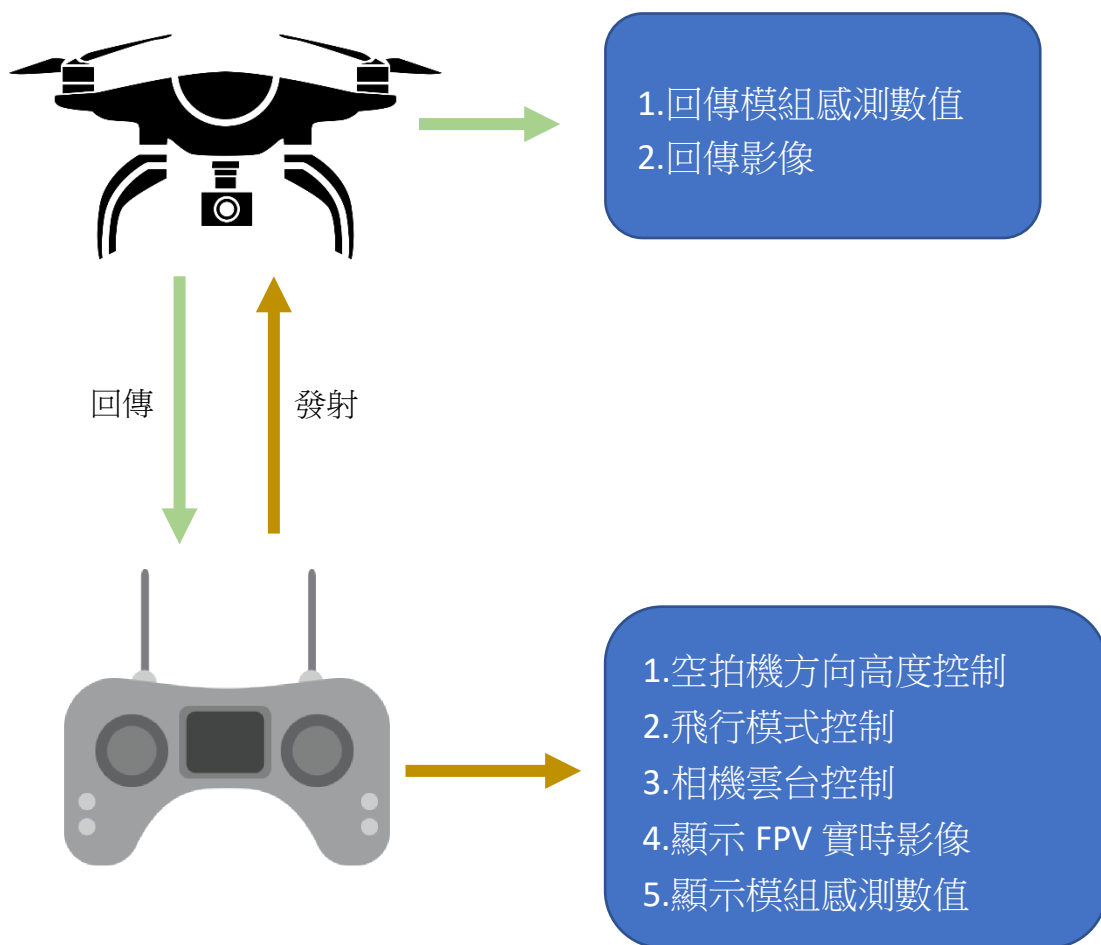 1.回傳模組感測數值
2.回傳影像
回傳
發射
1.空拍機方向高度控制
2.飛行模式控制
3.相機雲台控制
4.顯示 FPV 實時影像
5.顯示模組感測數值